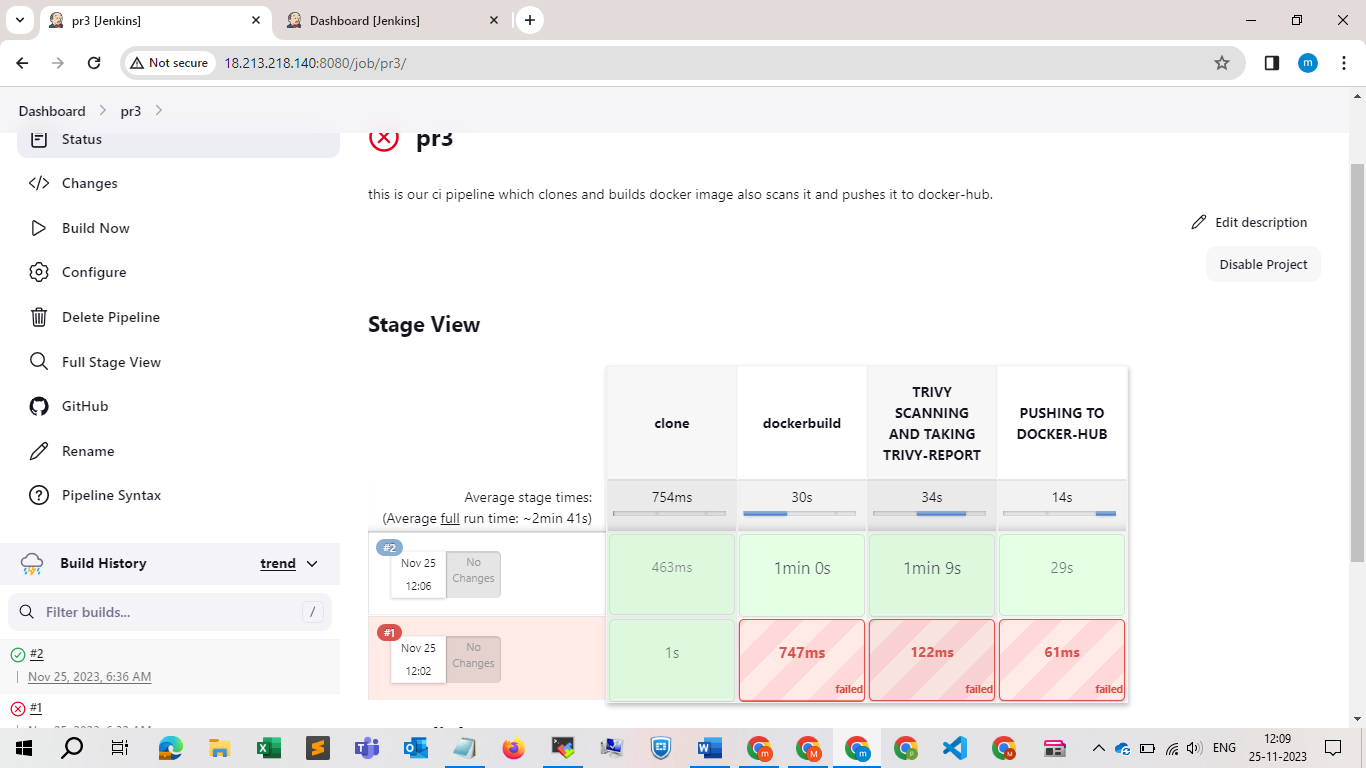 pr3 [Jenkins]
Dashboard [Jenkins]
Not secure
18.213.218.140:8080/job/pr3/
m
Dashboard
pr3
Status
Changes
Build Now
Configure
Delete Pipeline
Full Stage View
GitHub
Rename
Pipeline Syntax
Build History
trend
Filter builds...
/
#2
Nov 25, 2023, 6:36 AM
#1
pr3
this is our ci pipeline which clones and builds docker image also scans it and pushes it to docker-hub.
Edit description
Disable Project
Stage View
clone
dockerbuild
TRIVY
SCANNING
AND TAKING
TRIVY-REPORT
PUSHING TO
DOCKER-HUB
Average stage times:
(Average full run time: ~2min 41s)
754ms
30s
34s
14s
#2
Nov 25
12:06
No
Changes
463ms
1min 0s
1min 9s
29s
#1
Nov 25
12:02
No
Changes
1s
747ms
failed
122ms
failed
61ms
failed
ENG
12:09
25-11-2023